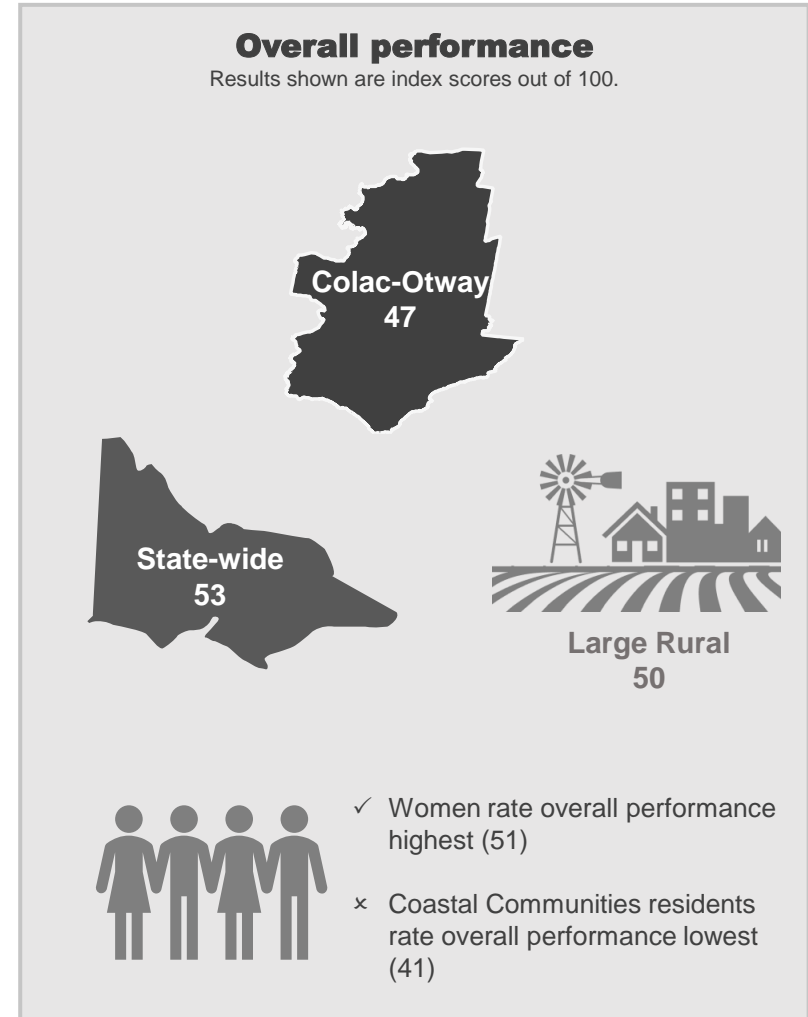 Overall performance
Results shown are index scores out of 100.
Colac-Otway
47
State-wide
53
Large Rural
50
✓ Women rate overall performance
highest (51)
× Coastal Communities residents
rate overall performance lowest
(41)